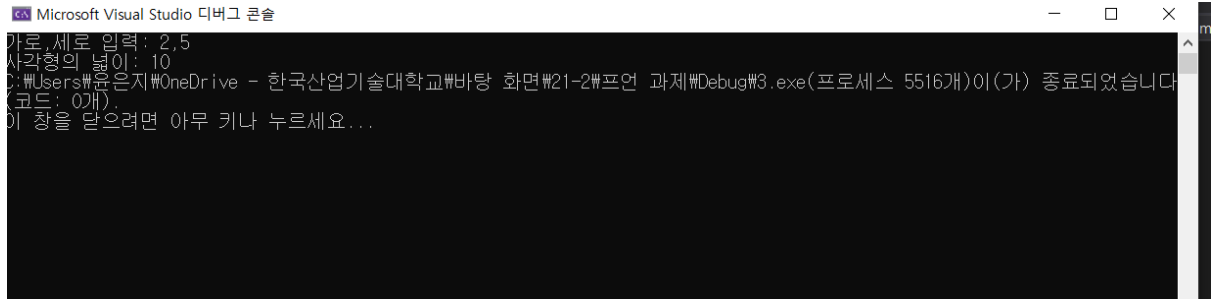 Microsoft Visual Studio 디버그 콘솔
가로,세로 입력: 2,5
사각형의 넓이: 10
C:₩Users₩윤은지₩OneDrive - 한국산업기술대학교₩바탕 화면₩21-2₩프언 과제₩Debug₩3.exe(프로세스 5516개)이(가) 종료되었습니다
(코드: 0개).
이 창을 닫으려면 아무 키나 누르세요...